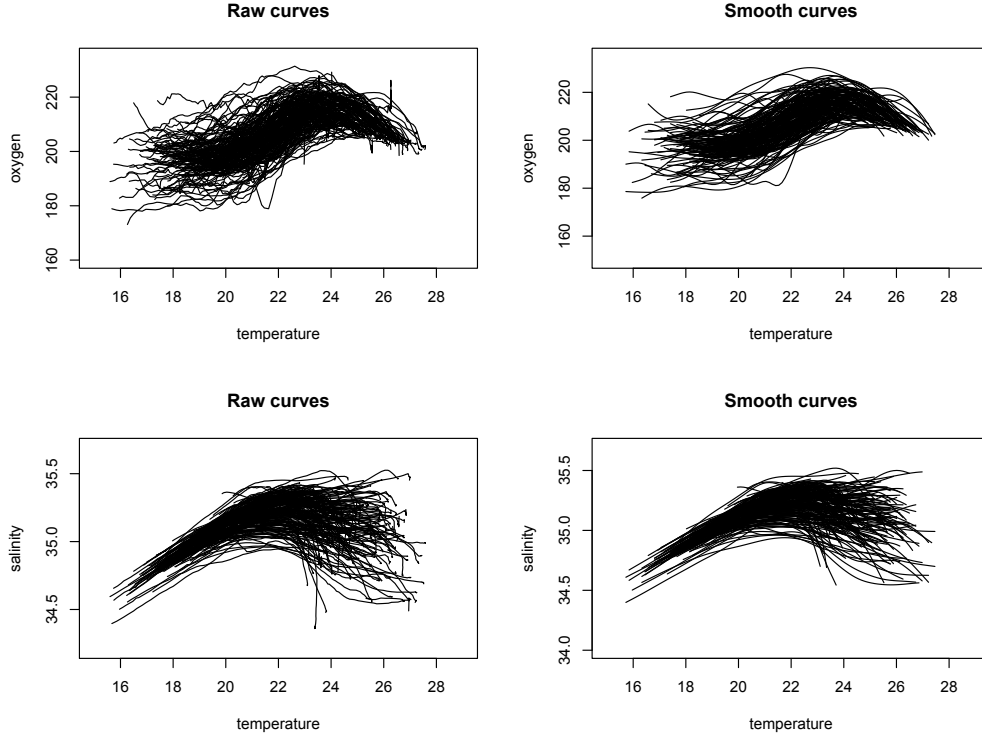 Raw curves
oxygen
160 180 200 220
16 18 20 22 24 26 28
temperature
Smooth curves
oxygen
160 180 200 220
16 18 20 22 24 26 28
temperature
Raw curves
salinity
34.5 35.0 35.5
16 18 20 22 24 26 28
temperature
Smooth curves
salinity
34.0 34.5 35.0 35.5
16 18 20 22 24 26 28
temperature